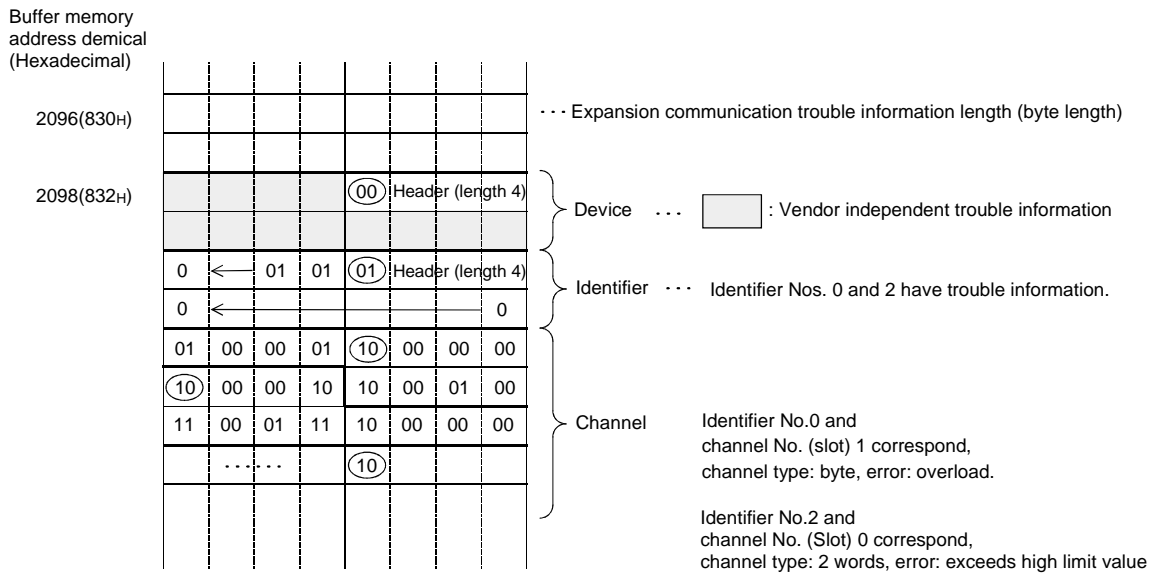 Buffer memory
address demical
(Hexadecimal)
2096(830H)
··· Expansion communication trouble information length (byte length)
2098(832H)
00 Header (length 4)
Device ··· : Vendor independent trouble information
0 01 01 01 Header (length 4)
Identifier ··· Identifier Nos. 0 and 2 have trouble information.
0 0
01 00 00 01 10 00 00 00
10 00 00 10 10 00 01 00
11 00 01 11 10 00 00 00
······ 10
Channel
Identifier No.0 and
channel No. (slot) 1 correspond,
channel type: byte, error: overload.
Identifier No.2 and
channel No. (Slot) 0 correspond,
channel type: 2 words, error: exceeds high limit value